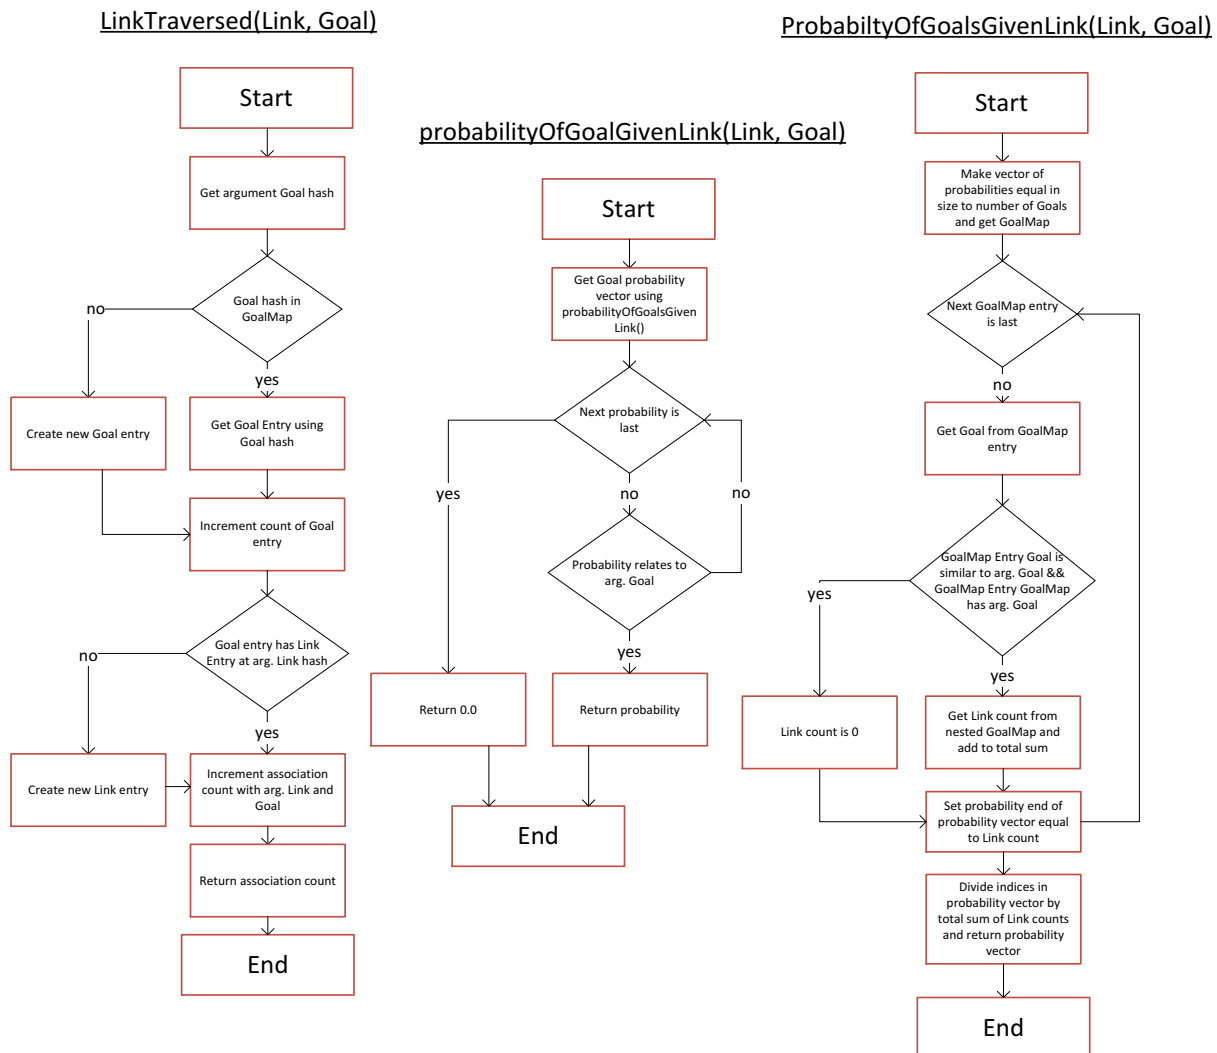 LinkTraversed(Link, Goal)
Start
Get argument Goal hash
Goal hash in
GoalMap
no
yes
Create new Goal entry
Get Goal Entry using
Goal hash
Increment count of Goal
entry
Goal entry has Link
Entry at arg. Link hash
no
yes
Create new Link entry
Increment association
count with arg. Link and
Goal
Return association count
End
probabilityOfGoalGivenLink(Link, Goal)
Start
Get Goal probability
vector using
probabilityOfGoalsGiven
Link()
Next probability is
last
yes
no
no
Probability relates to
arg. Goal
yes
Return 0.0
Return probability
End
ProbabiltyOfGoalsGivenLink(Link, Goal)
Start
Make vector of
probabilities equal in
size to number of Goals
and get GoalMap
Next GoalMap entry
is last
no
Get Goal from GoalMap
entry
GoalMap Entry Goal is
similar to arg. Goal &&
GoalMap Entry GoalMap
has arg. Goal
yes
yes
Link count is 0
Get Link count from
nested GoalMap and
add to total sum
Set probability end of
probability vector equal
to Link count
Divide indices in
probability vector by
total sum of Link counts
and return probability
vector
End